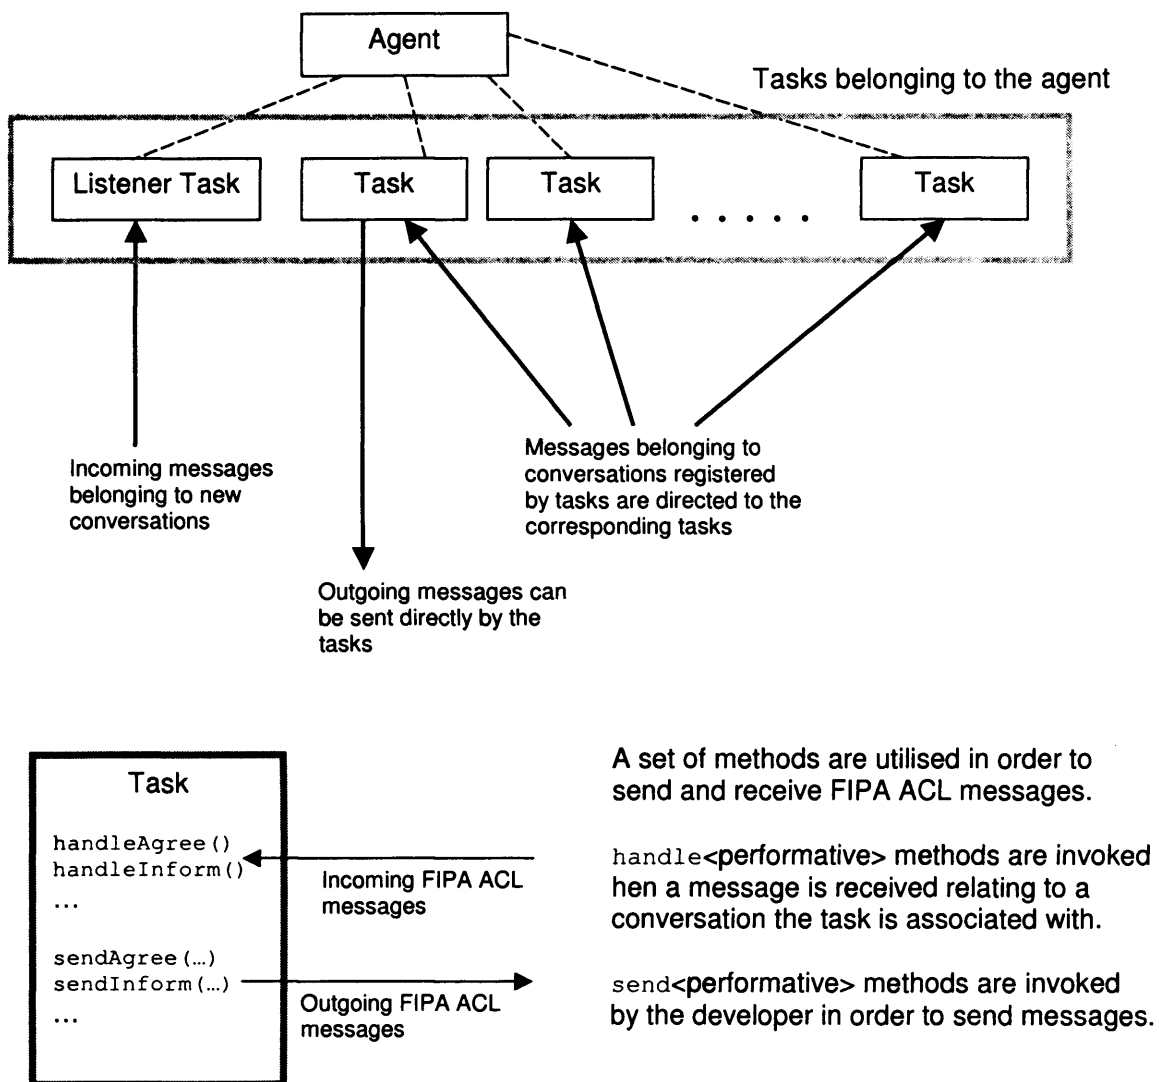 Agent
Tasks belonging to the agent
Listener Task
Task
Task
. . . . .
Task
Incoming messages
belonging to new
conversations
Messages belonging to
conversations registered
by tasks are directed to the
corresponding tasks
Outgoing messages can
be sent directly by the
tasks
Task
handleAgree()
handleInform()
...
sendAgree(…)
sendInform(…)
...
Incoming FIPA ACL
messages
Outgoing FIPA ACL
messages
A set of methods are utilised in order to
send and receive FIPA ACL messages.
handle<performative> methods are invoked
hen a message is received relating to a
conversation the task is associated with.
send<performative> methods are invoked
by the developer in order to send messages.